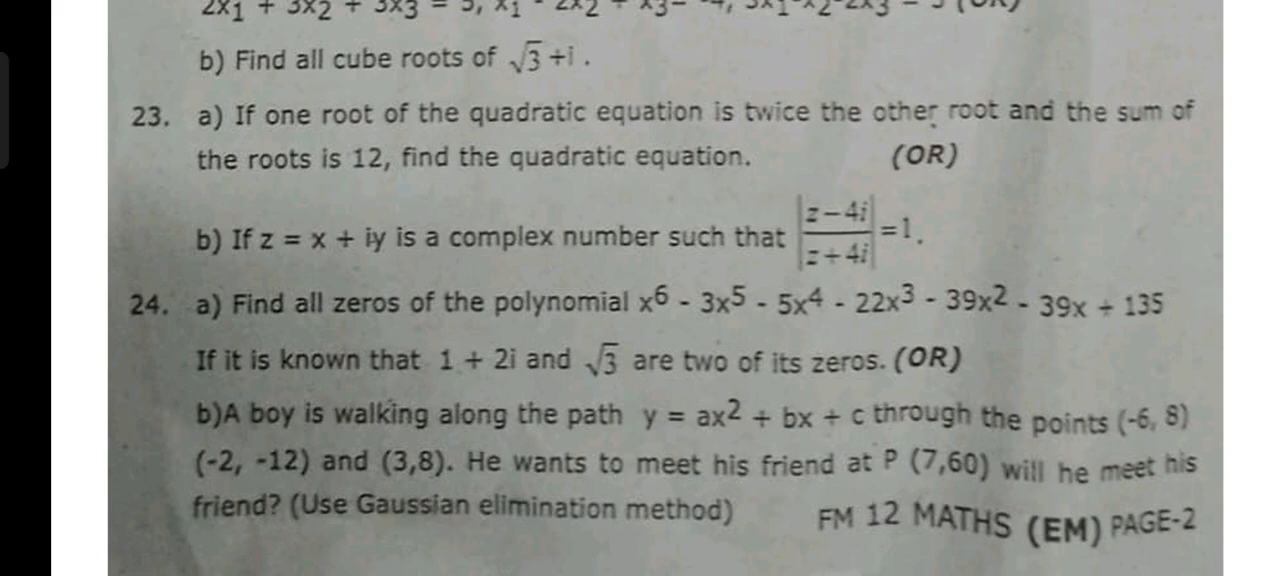 b) Find all cube roots of √3 +i .
23. a) If one root of the quadratic equation is twice the other root and the sum of
the roots is 12, find the quadratic equation. (OR)
b) If z = x + iy is a complex number such that |z-4i / z+4i| =1.
24. a) Find all zeros of the polynomial x6 - 3x5 - 5x4 - 22x3 - 39x2 - 39x + 135
If it is known that 1 + 2i and √3 are two of its zeros. (OR)
b)A boy is walking along the path y = ax2 + bx + c through the points (-6, 8)
(-2, -12) and (3,8). He wants to meet his friend at P (7,60) will he meet his
friend? (Use Gaussian elimination method) FM 12 MATHS (EM) PAGE-2